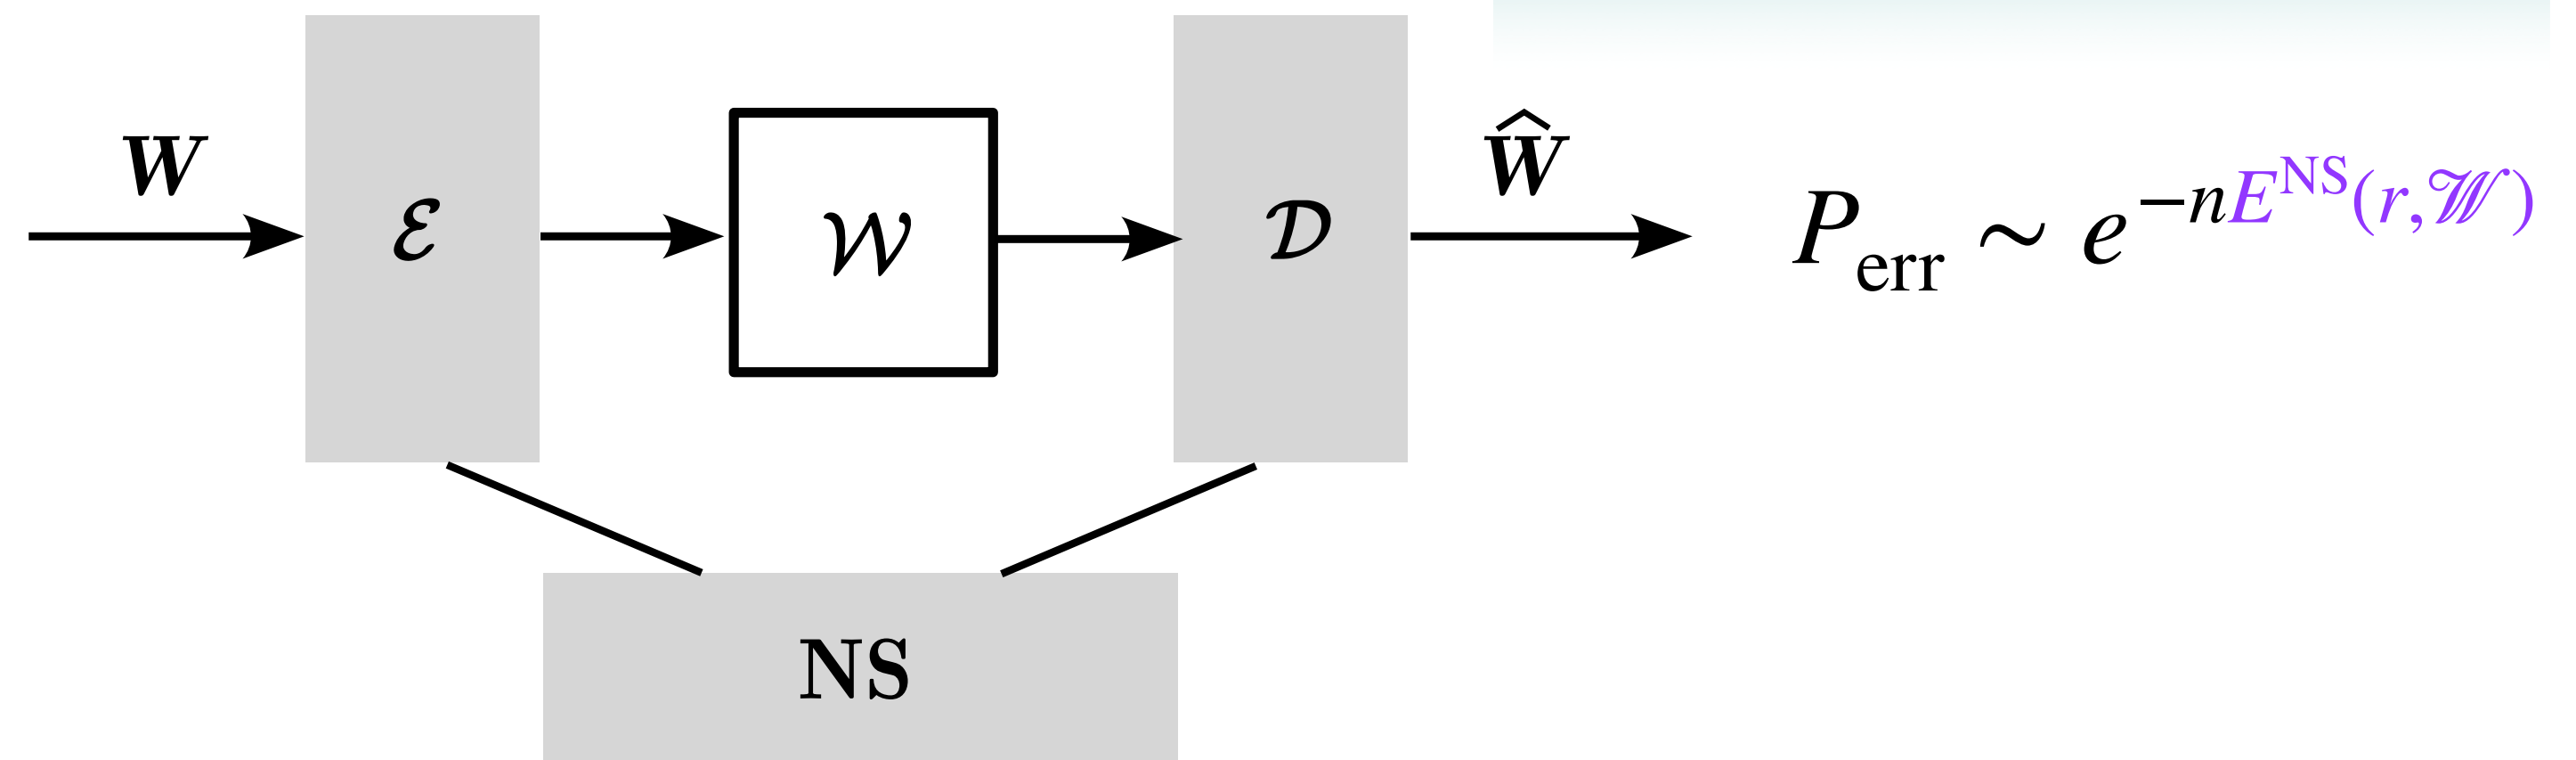 W
ℰ
𝒲
𝒟
Ŵ
P_err ∼ e^{−nE^{NS}(r,𝒲)}
NS